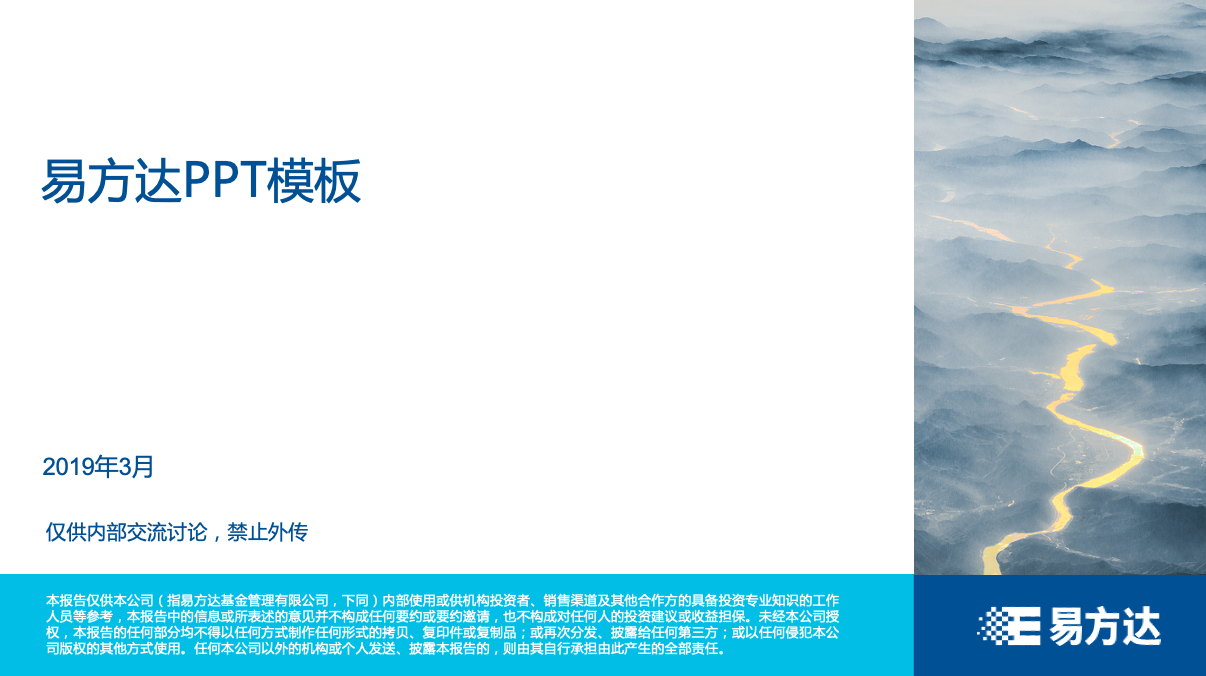 易方达PPT模板
2019年3月
仅供内部交流讨论，禁止外传
本报告仅供本公司（指易方达基金管理有限公司，下同）内部使用或供机构投资者、销售渠道及其他合作方的具备投资专业知识的工作
人员等参考，本报告中的信息或所表述的意见并不构成任何要约或要约邀请，也不构成对任何人的投资建议或收益担保。未经本公司授
权，本报告的任何部分均不得以任何方式制作任何形式的拷贝、复印件或复制品；或再次分发、披露给任何第三方；或以任何侵犯本公
司版权的其他方式使用。任何本公司以外的机构或个人发送、披露本报告的，则由其自行承担由此产生的全部责任。
易方达